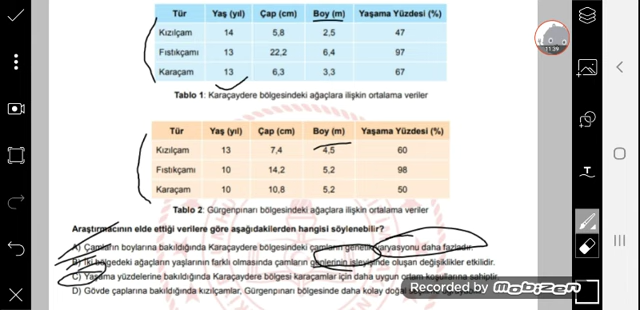 Tür Yaş (yıl) Çap (cm) Boy (m) Yaşama Yüzdesi (%)
Kızılçam 14 5,8 2,5 47
Fıstıkçamı 13 22,2 6,4 97
Karaçam 13 6,3 3,3 67
Tablo 1: Karaçaydere bölgesindeki ağaçlara ilişkin ortalama veriler
Tür Yaş (yıl) Çap (cm) Boy (m) Yaşama Yüzdesi (%)
Kızılçam 13 7,4 4,5 60
Fıstıkçamı 10 14,2 5,2 98
Karaçam 10 10,8 5,2 50
Tablo 2: Gürgenpınarı bölgesindeki ağaçlara ilişkin ortalama veriler
Araştırmacının elde ettiği verilere göre aşağıdakilerden hangisi söylenebilir?
A) Çamların boylarına bakıldığında Karaçaydere bölgesindeki çamların genetik varyasyonu daha fazladır.
B) İki bölgedeki ağaçların yaşlarının farklı olmasında çamların genlerinin işleyişinde oluşan değişiklikler etkilidir.
C) Yaşama yüzdelerine bakıldığında Karaçaydere bölgesi karaçamlar için daha uygun ortam koşullarına sahiptir.
D) Gövde çaplarına bakıldığında kızılçamlar, Gürgenpınarı bölgesinde daha kolay
Recorded by Mobizen
11:39